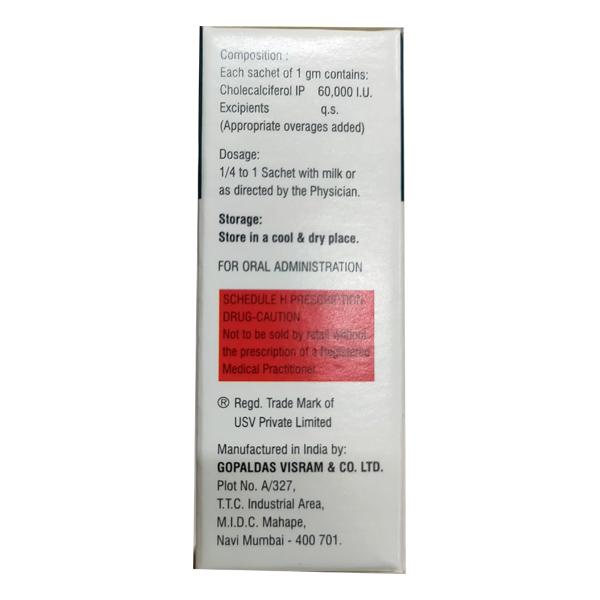 Composition :
Each sachet of 1 gm contains:
Cholecalciferol IP 60,000 I.U.
Excipients q.s.
(Appropriate overages added)
Dosage:
1/4 to 1 Sachet with milk or
as directed by the Physician.
Storage:
Store in a cool & dry place.
FOR ORAL ADMINISTRATION
SCHEDULE H PRESCRIPTION
DRUG-CAUTION
Not to be sold by retail without
the prescription of a Registered
Medical Practitioner.
® Regd. Trade Mark of
USV Private Limited
Manufactured in India by:
GOPALDAS VISRAM & CO. LTD.
Plot No. A/327,
T.T.C. Industrial Area,
M.I.D.C. Mahape,
Navi Mumbai - 400 701.